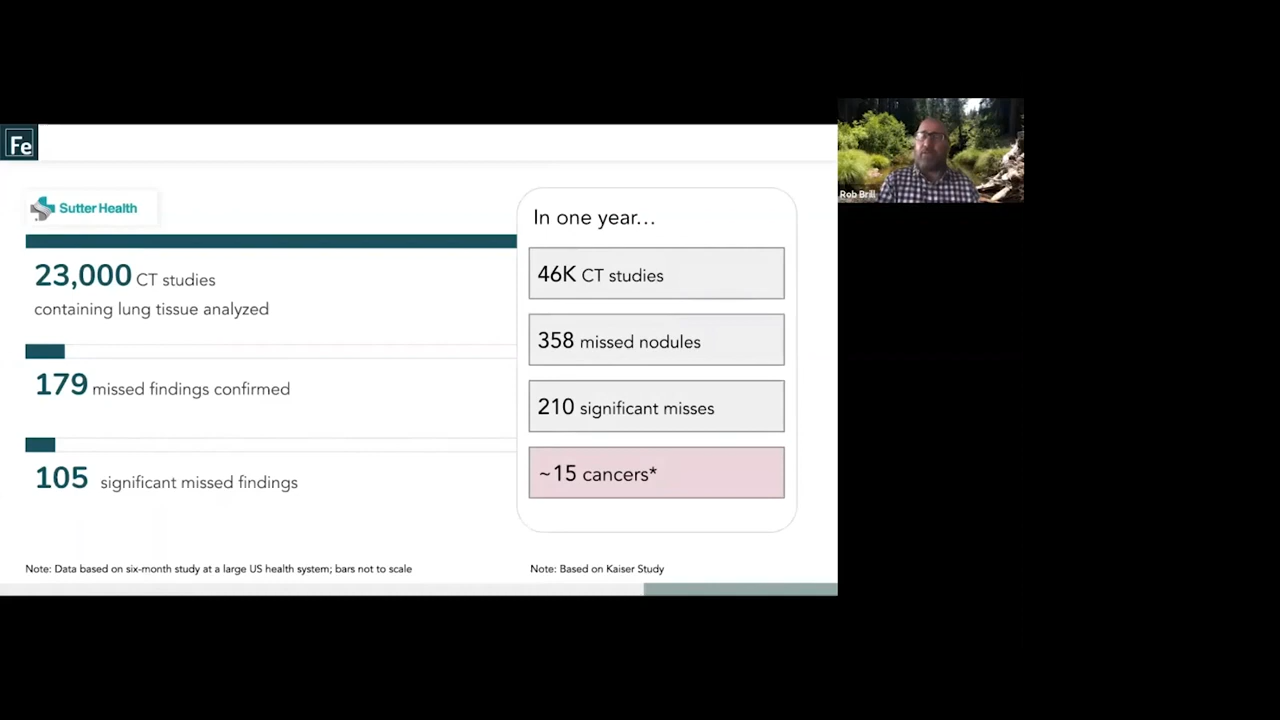 Fe
Sutter Health
23,000 CT studies
containing lung tissue analyzed
179 missed findings confirmed
105 significant missed findings
Note: Data based on six-month study at a large US health system; bars not to scale
In one year…
46K CT studies
358 missed nodules
210 significant misses
~15 cancers*
Note: Based on Kaiser Study
Rob Brill